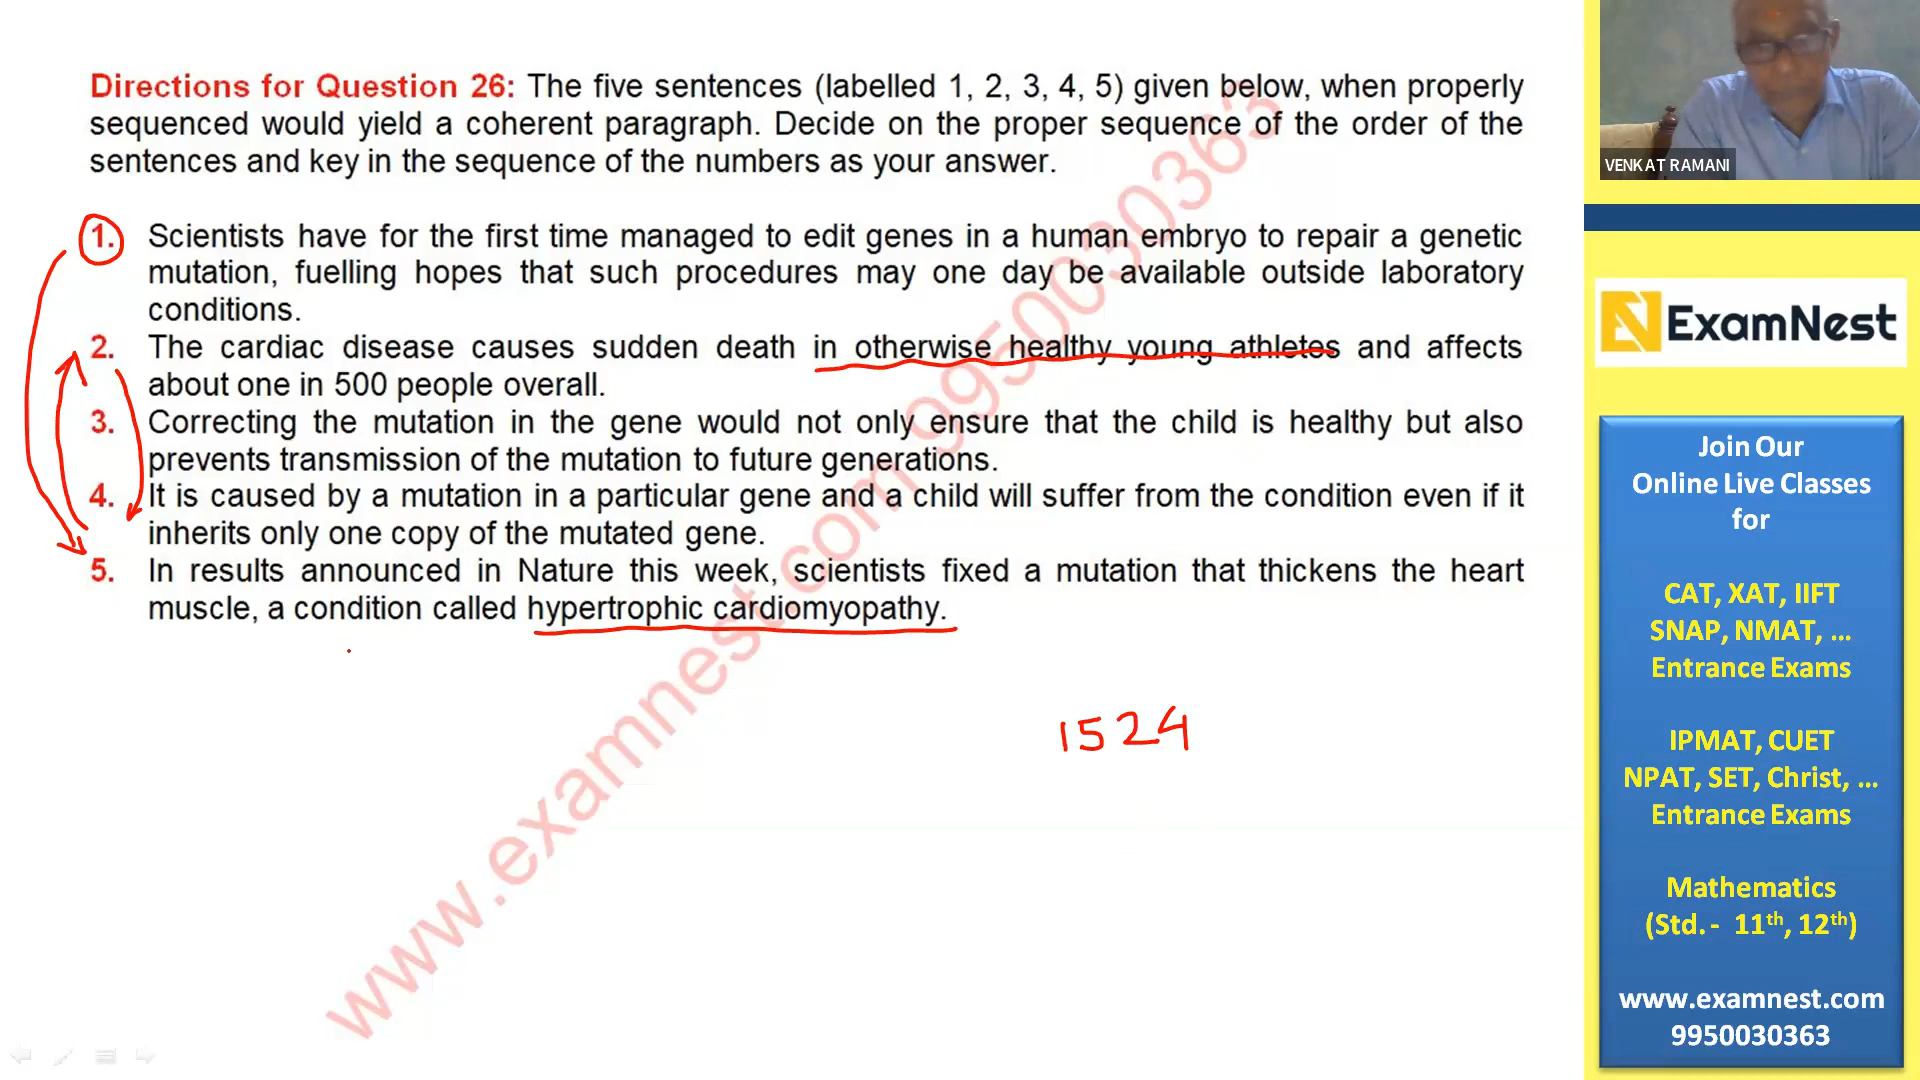 Directions for Question 26: The five sentences (labelled 1, 2, 3, 4, 5) given below, when properly
sequenced would yield a coherent paragraph. Decide on the proper sequence of the order of the
sentences and key in the sequence of the numbers as your answer.
1. Scientists have for the first time managed to edit genes in a human embryo to repair a genetic
mutation, fuelling hopes that such procedures may one day be available outside laboratory
conditions.
2. The cardiac disease causes sudden death in otherwise healthy young athletes and affects
about one in 500 people overall.
3. Correcting the mutation in the gene would not only ensure that the child is healthy but also
prevents transmission of the mutation to future generations.
4. It is caused by a mutation in a particular gene and a child will suffer from the condition even if it
inherits only one copy of the mutated gene.
5. In results announced in Nature this week, scientists fixed a mutation that thickens the heart
muscle, a condition called hypertrophic cardiomyopathy.
1524
www.examnest.com 9950030363
VENKAT RAMANI
ExamNest
Join Our
Online Live Classes
for
CAT, XAT, IIFT
SNAP, NMAT, ...
Entrance Exams
IPMAT, CUET
NPAT, SET, Christ, ...
Entrance Exams
Mathematics
(Std. - 11th, 12th)
www.examnest.com
9950030363